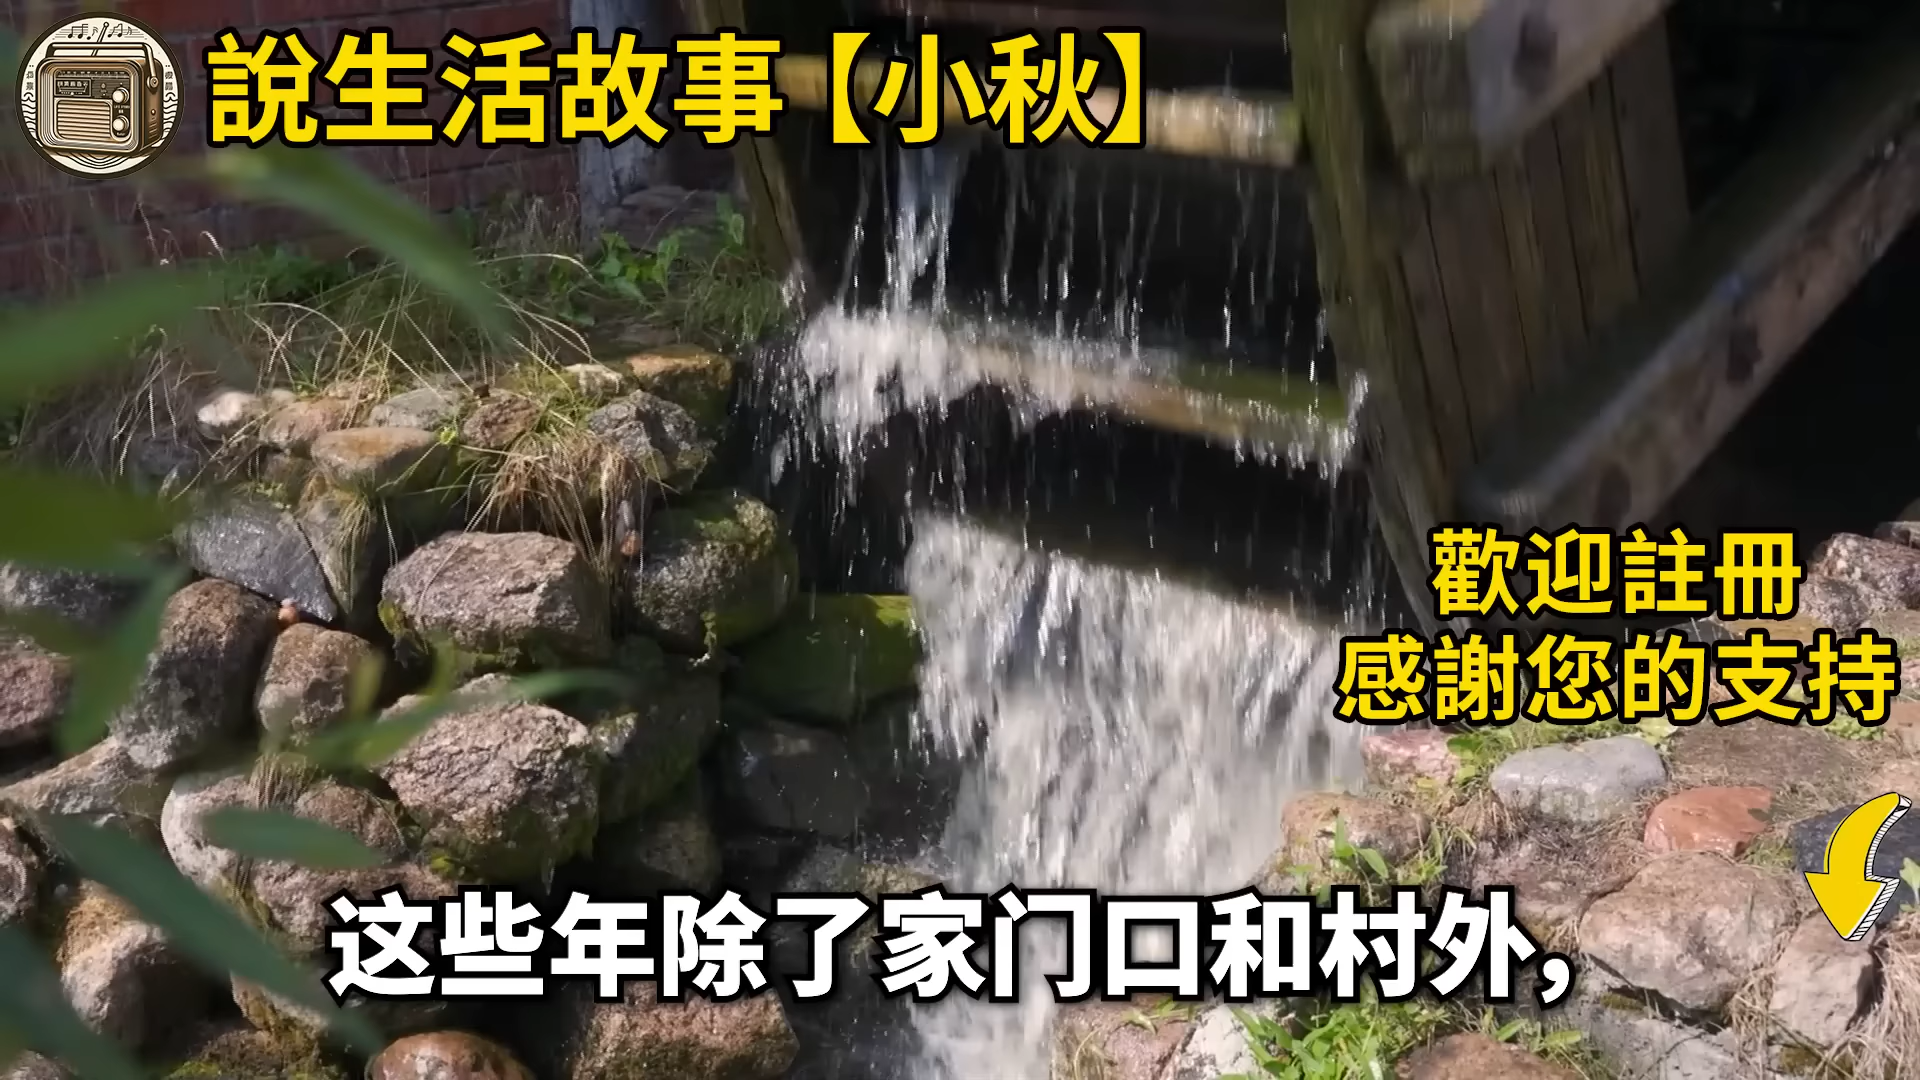 說生活故事【小秋】
歡迎註冊
感謝您的支持
这些年除了家门口和村外,